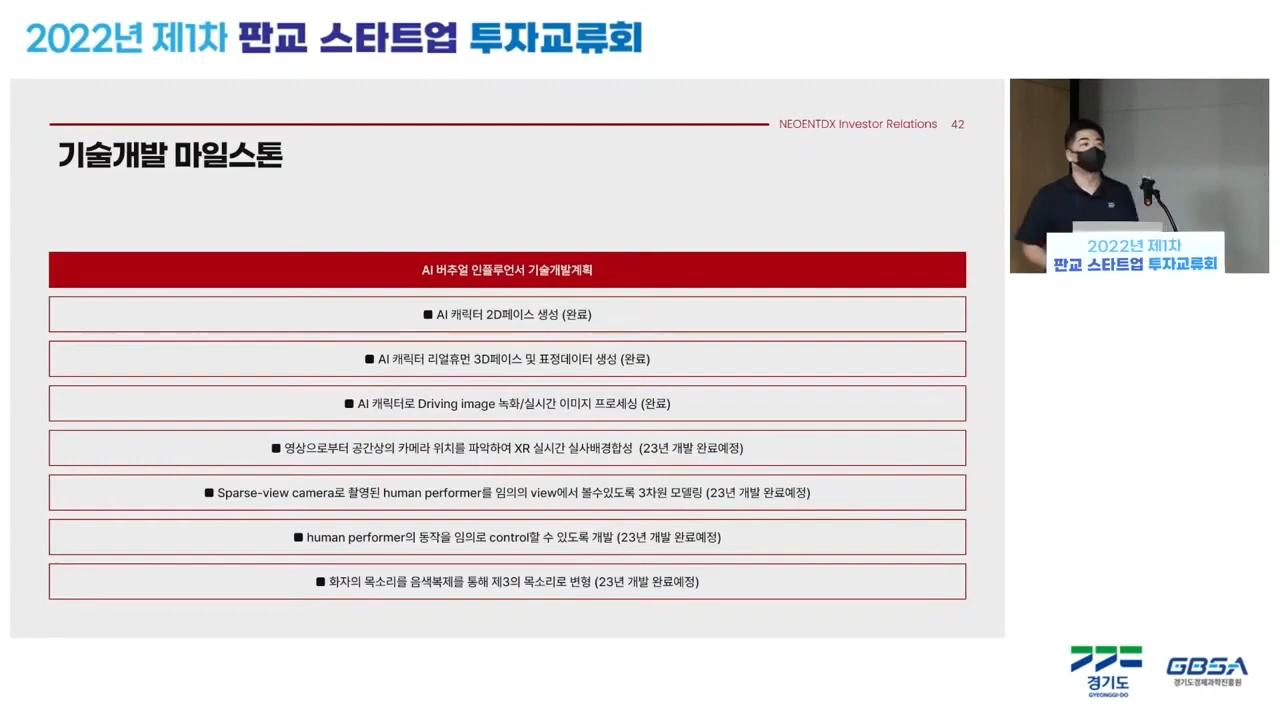 2022년 제1차 판교 스타트업 투자교류회
NEOENTDX Investor Relations 42
기술개발 마일스톤
AI 버추얼 인플루언서 기술개발계획
■ AI 캐릭터 2D페이스 생성 (완료)
■ AI 캐릭터 리얼휴먼 3D페이스 및 표정데이터 생성 (완료)
■ AI 캐릭터로 Driving image 녹화/실시간 이미지 프로세싱 (완료)
■ 영상으로부터 공간상의 카메라 위치를 파악하여 XR 실시간 실사배경합성 (23년 개발 완료예정)
■ Sparse-view camera로 촬영된 human performer를 임의의 view에서 볼수있도록 3차원 모델링 (23년 개발 완료예정)
■ human performer의 동작을 임의로 control할 수 있도록 개발 (23년 개발 완료예정)
■ 화자의 목소리를 음색복제를 통해 제3의 목소리로 변형 (23년 개발 완료예정)
2022년 제1차
판교 스타트업 투자교류회
경기도
GYEONGGI-DO
GBSA
경기도경제과학진흥원